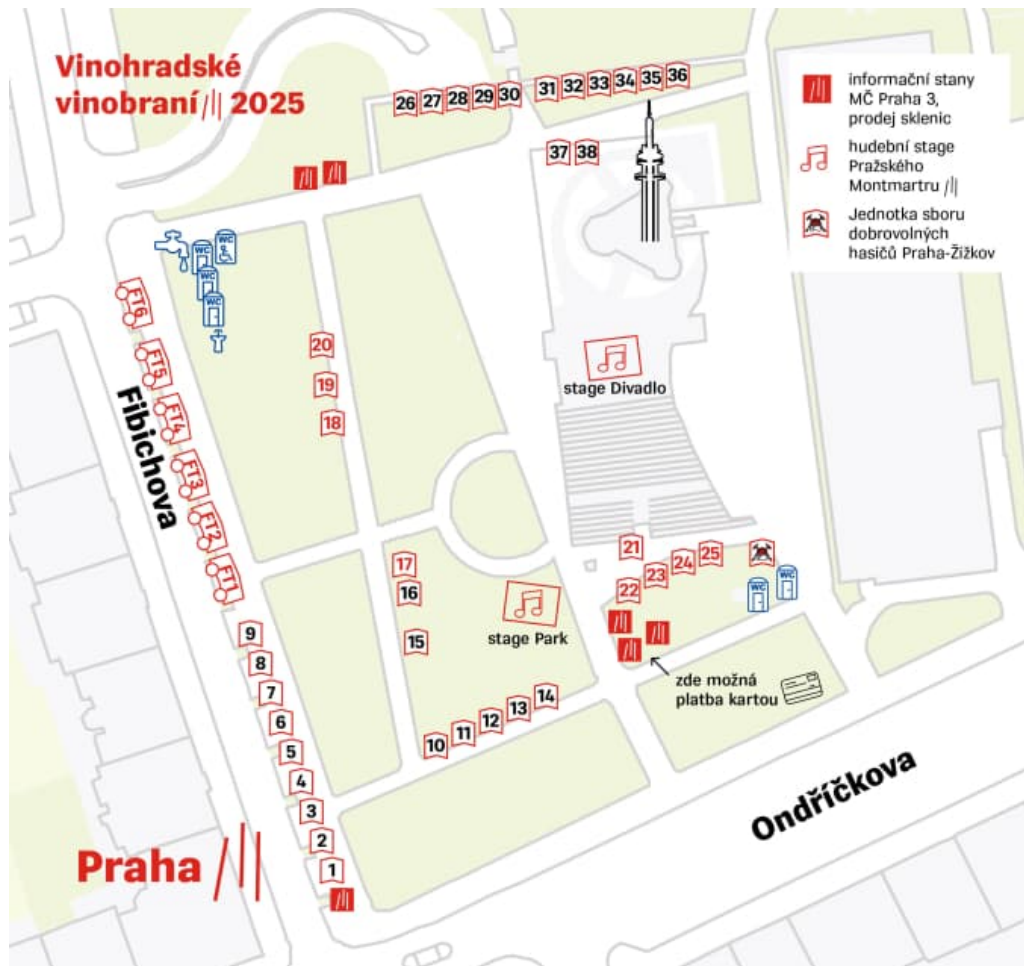 Vinohradské
vinobraní 2025
26 27 28 29 30 31 32 33 34 35 36
37 38
informační stany
MČ Praha 3,
prodej sklenic
hudební stage
Pražského
Montmartru
Jednotka sboru
dobrovolných
hasičů Praha-Žižkov
WC WC
WC
WC
FT6
FT5
FT4
FT3
FT2
FT1
Fibichova
20
19
18
stage Divadlo
17
16
15
stage Park
21
22 23 24 25
WC WC
zde možná
platba kartou
9
8
7
6
5
4
3
2
1
10 11 12 13 14
Ondříčkova
Praha